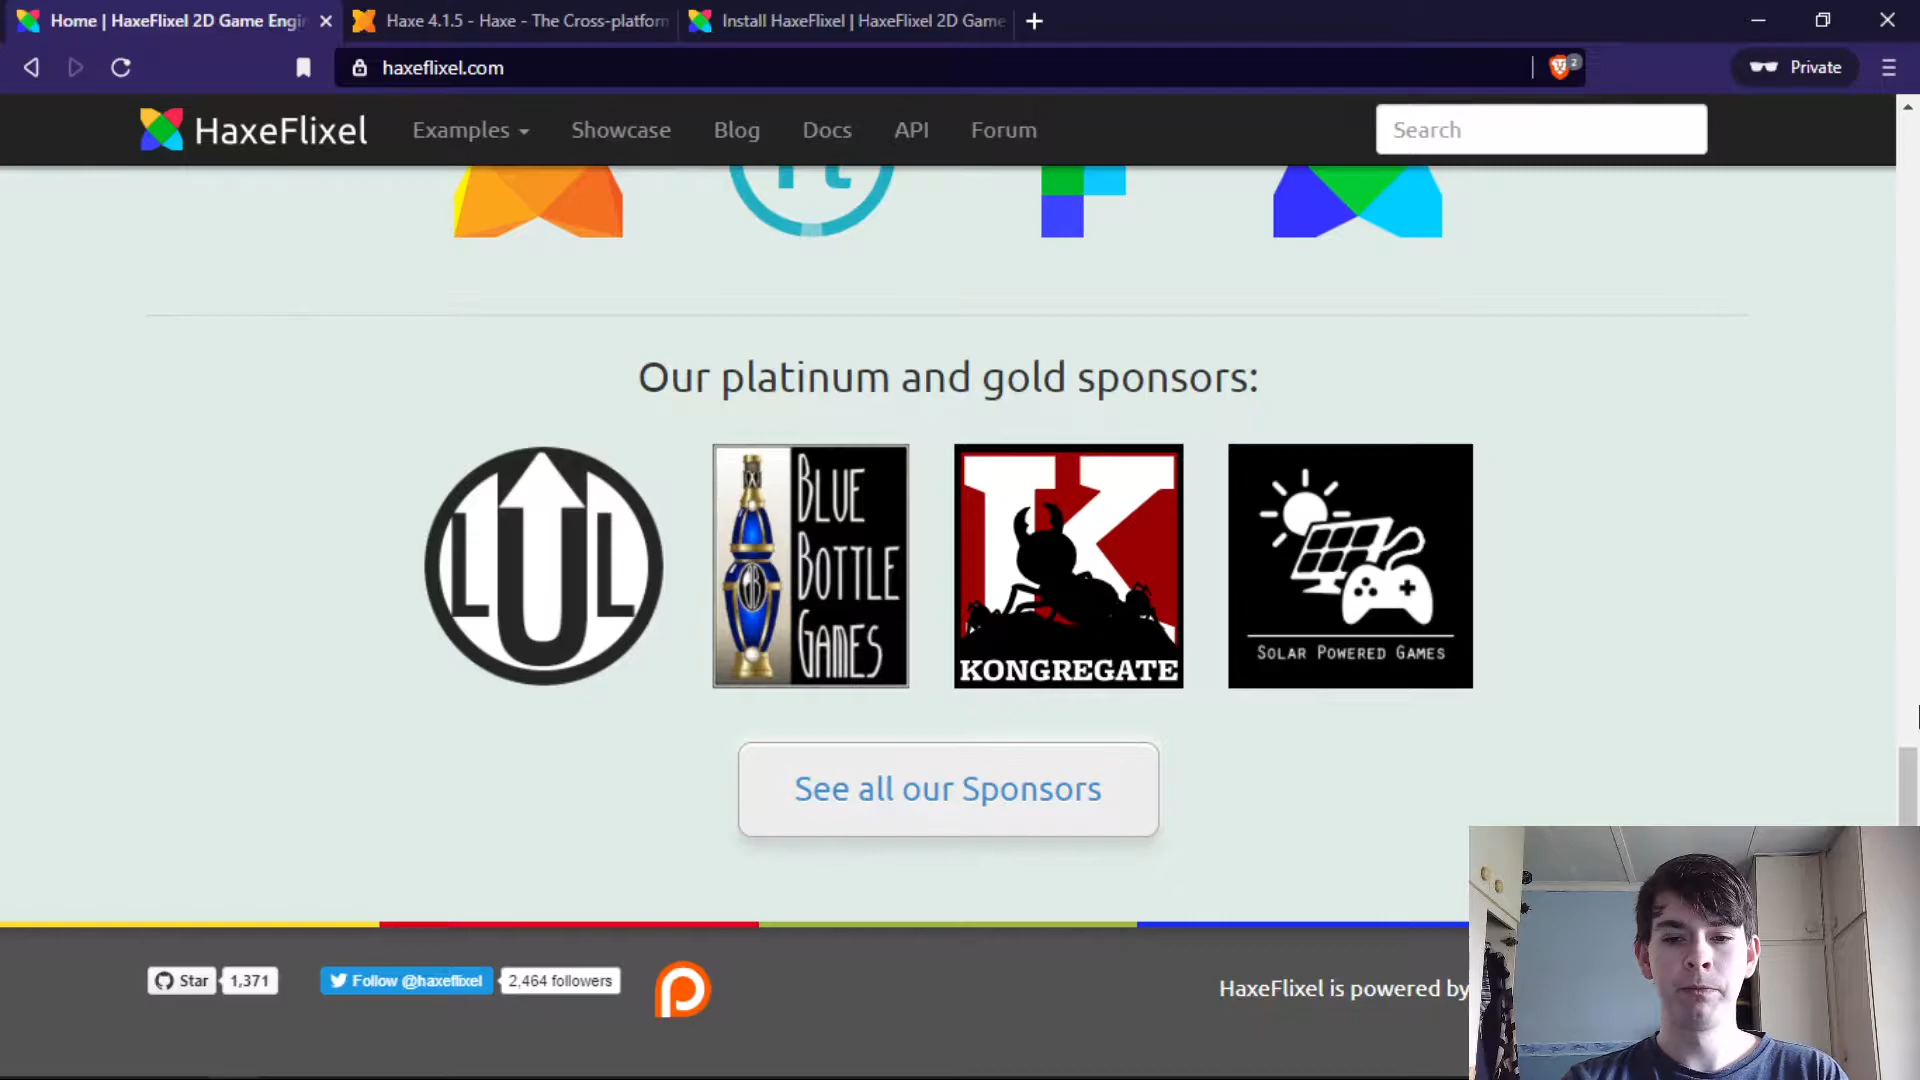 Home | HaxeFlixel 2D Game Engi
Haxe 4.1.5 - Haxe - The Cross-platform
Install HaxeFlixel | HaxeFlixel 2D Game
haxeflixel.com
2
Private
HaxeFlixel
Examples
Showcase
Blog
Docs
API
Forum
Search
Our platinum and gold sponsors:
LUL
BLUE
BOTTLE
GAMES
K
KONGREGATE
SOLAR POWERED GAMES
See all our Sponsors
Star
1,371
Follow @haxeflixel
2,464 followers
HaxeFlixel is powered by